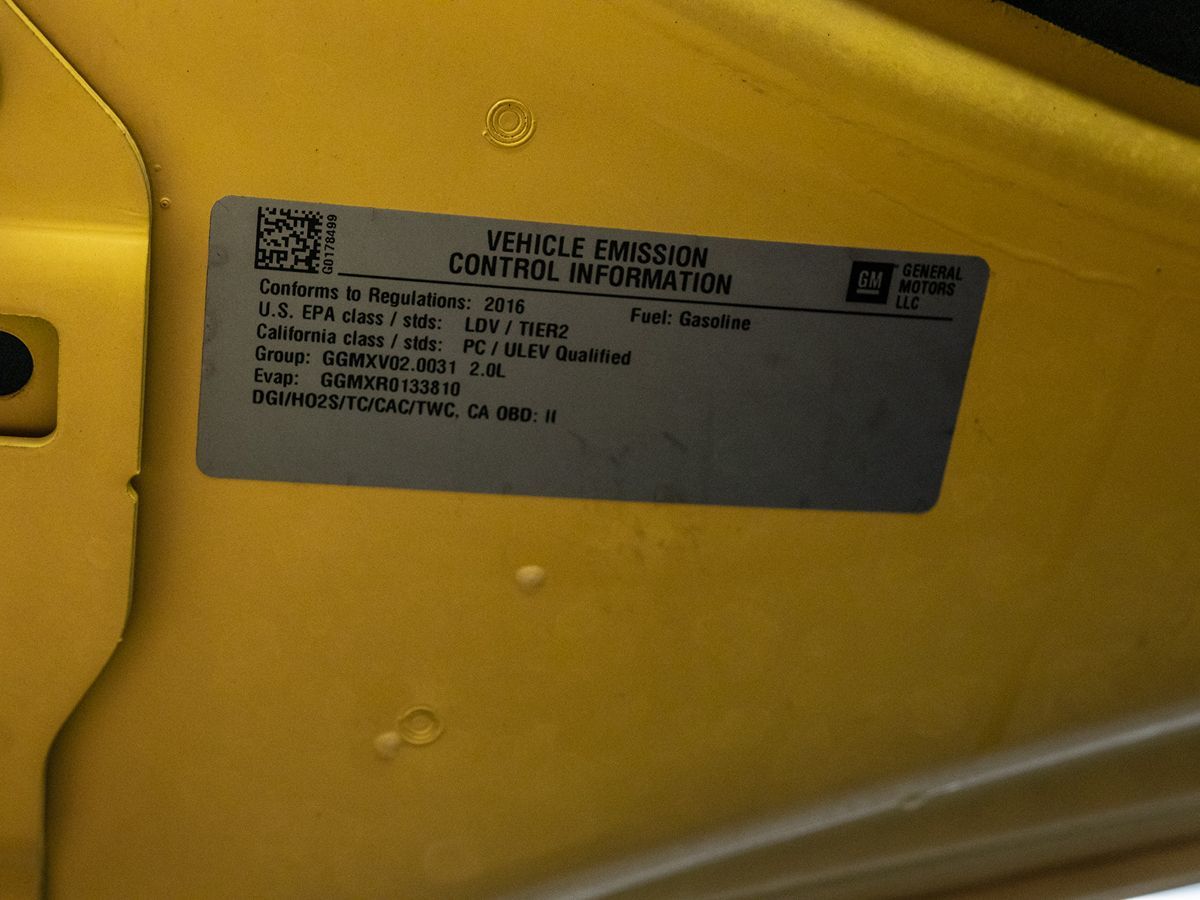 G0178499
VEHICLE EMISSION
CONTROL INFORMATION
GM GENERAL
MOTORS
LLC
Conforms to Regulations: 2016
Fuel: Gasoline
U.S. EPA class / stds: LDV / TIER2
California class / stds: PC / ULEV Qualified
Group: GGMXV02.0031 2.0L
Evap: GGMXR0133810
DGI/HO2S/TC/CAC/TWC, CA OBD: II